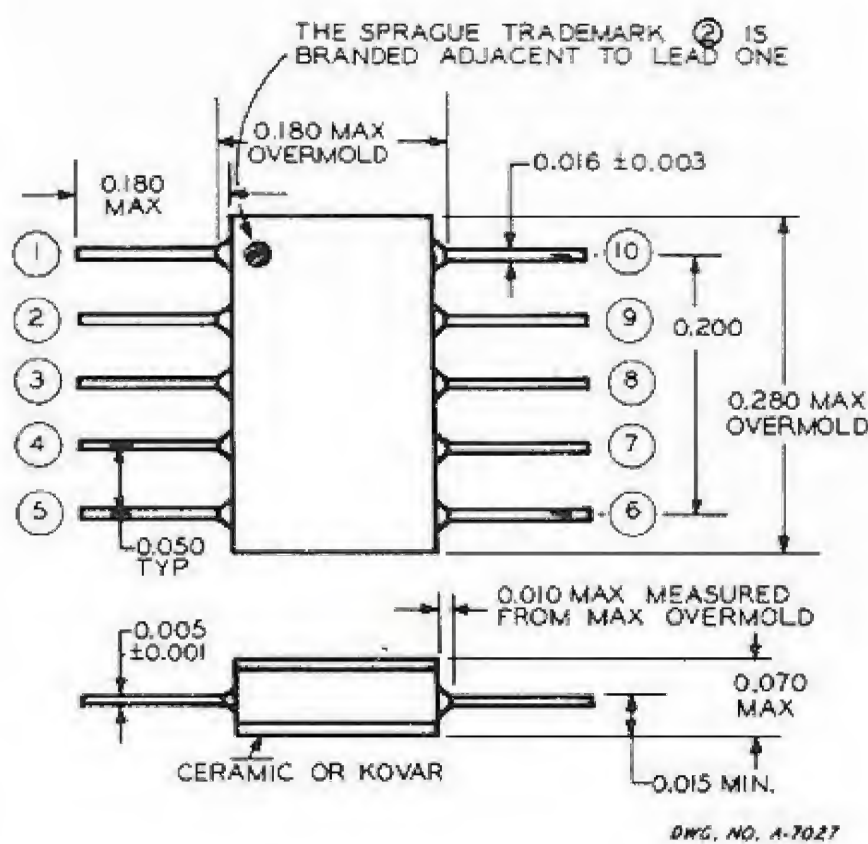 THE SPRAGUE TRADEMARK ② IS
BRANDED ADJACENT TO LEAD ONE
0.180 MAX
OVERMOLD
0.016 ±0.003
0.180
MAX
1
10
2
9
0.200
3
8
0.280 MAX
OVERMOLD
4
7
5
6
0.050
TYP
0.010 MAX MEASURED
FROM MAX OVERMOLD
0.005
±0.001
0.070
MAX
CERAMIC OR KOVAR
0.015 MIN.
DWG. NO. A-7027